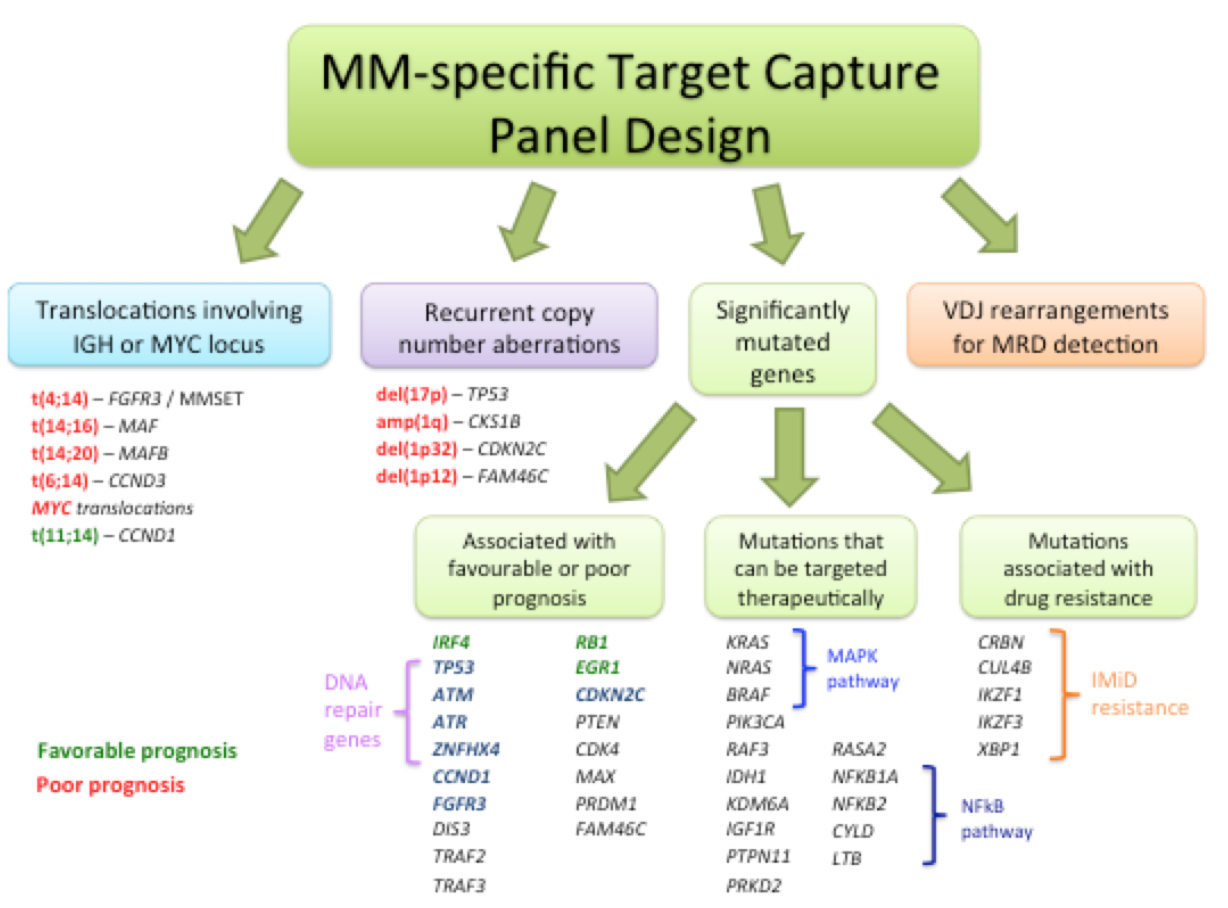 MM-specific Target Capture
Panel Design
Translocations involving
IGH or MYC locus
t(4;14) – FGFR3 / MMSET
t(14;16) – MAF
t(14;20) – MAFB
t(6;14) – CCND3
MYC translocations
t(11;14) – CCND1
Recurrent copy
number aberrations
del(17p) – TP53
amp(1q) – CKS1B
del(1p32) – CDKN2C
del(1p12) – FAM46C
Significantly
mutated
genes
VDJ rearrangements
for MRD detection
Associated with
favourable or poor
prognosis
IRF4
TP53
ATM
ATR
ZNFHX4
CCND1
FGFR3
DIS3
TRAF2
TRAF3
DNA
repair
genes
RB1
EGR1
CDKN2C
PTEN
CDK4
MAX
PRDM1
FAM46C
Mutations that
can be targeted
therapeutically
KRAS
NRAS
BRAF
PIK3CA
RAF3
IDH1
KDM6A
IGF1R
PTPN11
PRKD2
MAPK
pathway
RASA2
NFKB1A
NFKB2
CYLD
LTB
NFkB
pathway
Mutations
associated with
drug resistance
CRBN
CUL4B
IKZF1
IKZF3
XBP1
IMiD
resistance
Favorable prognosis
Poor prognosis